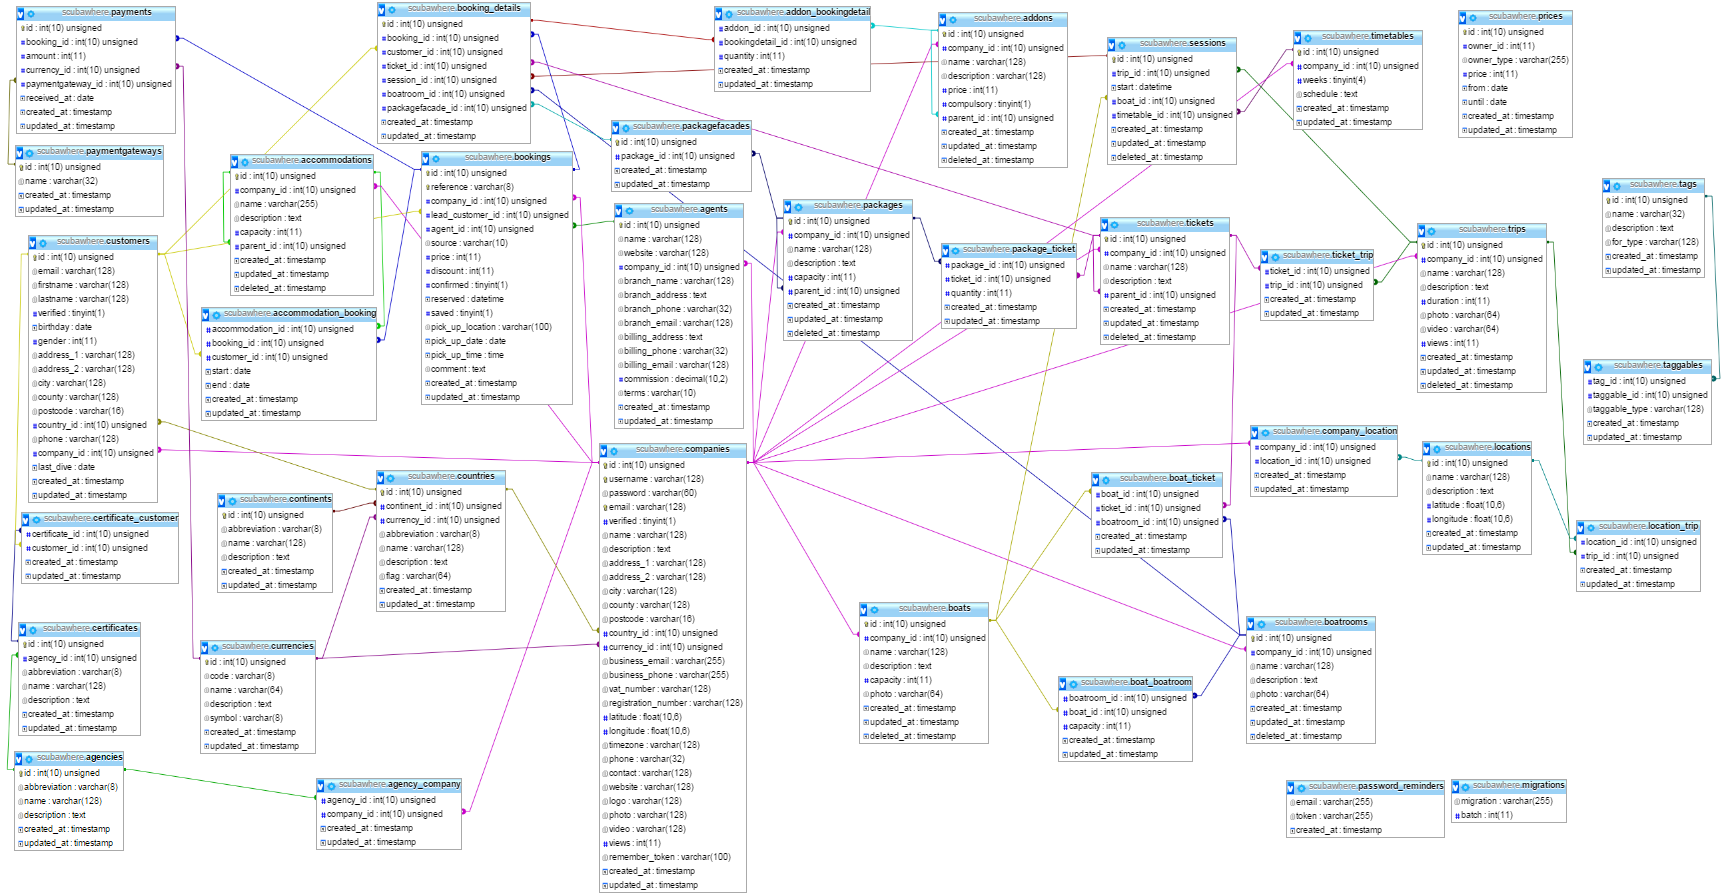 scubawhere.payments
id : int(10) unsigned
booking_id : int(10) unsigned
amount : int(11)
currency_id : int(10) unsigned
paymentgateway_id : int(10) unsigned
received_at : date
created_at : timestamp
updated_at : timestamp
scubawhere.paymentgateways
id : int(10) unsigned
name : varchar(32)
created_at : timestamp
updated_at : timestamp
scubawhere.customers
id : int(10) unsigned
email : varchar(128)
firstname : varchar(128)
lastname : varchar(128)
verified : tinyint(1)
birthday : date
gender : int(11)
address_1 : varchar(128)
address_2 : varchar(128)
city : varchar(128)
county : varchar(128)
postcode : varchar(16)
country_id : int(10) unsigned
phone : varchar(128)
company_id : int(10) unsigned
last_dive : date
created_at : timestamp
updated_at : timestamp
scubawhere.certificate_customer
certificate_id : int(10) unsigned
customer_id : int(10) unsigned
created_at : timestamp
updated_at : timestamp
scubawhere.certificates
id : int(10) unsigned
agency_id : int(10) unsigned
abbreviation : varchar(8)
name : varchar(128)
description : text
created_at : timestamp
updated_at : timestamp
scubawhere.agencies
id : int(10) unsigned
abbreviation : varchar(8)
name : varchar(128)
description : text
created_at : timestamp
updated_at : timestamp
scubawhere.accommodations
id : int(10) unsigned
company_id : int(10) unsigned
name : varchar(255)
description : text
capacity : int(11)
parent_id : int(10) unsigned
created_at : timestamp
updated_at : timestamp
deleted_at : timestamp
scubawhere.accommodation_booking
accommodation_id : int(10) unsigned
booking_id : int(10) unsigned
customer_id : int(10) unsigned
start : date
end : date
created_at : timestamp
updated_at : timestamp
scubawhere.continents
id : int(10) unsigned
abbreviation : varchar(8)
name : varchar(128)
description : text
created_at : timestamp
updated_at : timestamp
scubawhere.currencies
id : int(10) unsigned
code : varchar(8)
name : varchar(64)
description : text
symbol : varchar(8)
created_at : timestamp
updated_at : timestamp
scubawhere.agency_company
agency_id : int(10) unsigned
company_id : int(10) unsigned
created_at : timestamp
updated_at : timestamp
scubawhere.booking_details
id : int(10) unsigned
booking_id : int(10) unsigned
customer_id : int(10) unsigned
ticket_id : int(10) unsigned
session_id : int(10) unsigned
boatroom_id : int(10) unsigned
packagefacade_id : int(10) unsigned
created_at : timestamp
updated_at : timestamp
scubawhere.bookings
id : int(10) unsigned
reference : varchar(8)
company_id : int(10) unsigned
lead_customer_id : int(10) unsigned
agent_id : int(10) unsigned
source : varchar(10)
price : int(11)
discount : int(11)
confirmed : tinyint(1)
reserved : datetime
saved : tinyint(1)
pick_up_location : varchar(100)
pick_up_date : date
pick_up_time : time
comment : text
created_at : timestamp
updated_at : timestamp
scubawhere.countries
id : int(10) unsigned
continent_id : int(10) unsigned
currency_id : int(10) unsigned
abbreviation : varchar(8)
name : varchar(128)
description : text
flag : varchar(64)
created_at : timestamp
updated_at : timestamp
scubawhere.addon_bookingdetail
addon_id : int(10) unsigned
bookingdetail_id : int(10) unsigned
quantity : int(11)
created_at : timestamp
updated_at : timestamp
scubawhere.packagefacades
id : int(10) unsigned
package_id : int(10) unsigned
created_at : timestamp
updated_at : timestamp
scubawhere.agents
id : int(10) unsigned
name : varchar(128)
website : varchar(128)
company_id : int(10) unsigned
branch_name : varchar(128)
branch_address : text
branch_phone : varchar(32)
branch_email : varchar(128)
billing_address : text
billing_phone : varchar(32)
billing_email : varchar(128)
commission : decimal(10,2)
terms : varchar(10)
created_at : timestamp
updated_at : timestamp
scubawhere.companies
id : int(10) unsigned
username : varchar(128)
password : varchar(60)
email : varchar(128)
verified : tinyint(1)
name : varchar(128)
description : text
address_1 : varchar(128)
address_2 : varchar(128)
city : varchar(128)
county : varchar(128)
postcode : varchar(16)
country_id : int(10) unsigned
currency_id : int(10) unsigned
business_email : varchar(255)
business_phone : varchar(255)
vat_number : varchar(128)
registration_number : varchar(128)
latitude : float(10,6)
longitude : float(10,6)
timezone : varchar(128)
phone : varchar(32)
contact : varchar(128)
website : varchar(128)
logo : varchar(128)
photo : varchar(128)
video : varchar(128)
views : int(11)
remember_token : varchar(100)
created_at : timestamp
updated_at : timestamp
scubawhere.addons
id : int(10) unsigned
company_id : int(10) unsigned
name : varchar(128)
description : varchar(128)
price : int(11)
compulsory : tinyint(1)
parent_id : int(10) unsigned
created_at : timestamp
updated_at : timestamp
deleted_at : timestamp
scubawhere.packages
id : int(10) unsigned
company_id : int(10) unsigned
name : varchar(128)
description : text
capacity : int(11)
parent_id : int(10) unsigned
created_at : timestamp
updated_at : timestamp
deleted_at : timestamp
scubawhere.package_ticket
package_id : int(10) unsigned
ticket_id : int(10) unsigned
quantity : int(11)
created_at : timestamp
updated_at : timestamp
scubawhere.boats
id : int(10) unsigned
company_id : int(10) unsigned
name : varchar(128)
description : text
capacity : int(11)
photo : varchar(64)
created_at : timestamp
updated_at : timestamp
deleted_at : timestamp
scubawhere.sessions
id : int(10) unsigned
trip_id : int(10) unsigned
start : datetime
boat_id : int(10) unsigned
timetable_id : int(10) unsigned
created_at : timestamp
updated_at : timestamp
deleted_at : timestamp
scubawhere.tickets
id : int(10) unsigned
company_id : int(10) unsigned
name : varchar(128)
description : text
parent_id : int(10) unsigned
created_at : timestamp
updated_at : timestamp
deleted_at : timestamp
scubawhere.boat_ticket
boat_id : int(10) unsigned
ticket_id : int(10) unsigned
boatroom_id : int(10) unsigned
created_at : timestamp
updated_at : timestamp
scubawhere.boat_boatroom
boatroom_id : int(10) unsigned
boat_id : int(10) unsigned
capacity : int(11)
created_at : timestamp
updated_at : timestamp
scubawhere.timetables
id : int(10) unsigned
company_id : int(10) unsigned
weeks : tinyint(4)
schedule : text
created_at : timestamp
updated_at : timestamp
scubawhere.ticket_trip
ticket_id : int(10) unsigned
trip_id : int(10) unsigned
created_at : timestamp
updated_at : timestamp
scubawhere.company_location
company_id : int(10) unsigned
location_id : int(10) unsigned
created_at : timestamp
updated_at : timestamp
scubawhere.boatrooms
id : int(10) unsigned
company_id : int(10) unsigned
name : varchar(128)
description : text
photo : varchar(64)
created_at : timestamp
updated_at : timestamp
deleted_at : timestamp
scubawhere.password_reminders
email : varchar(255)
token : varchar(255)
created_at : timestamp
scubawhere.prices
id : int(10) unsigned
owner_id : int(11)
owner_type : varchar(255)
price : int(11)
from : date
until : date
created_at : timestamp
updated_at : timestamp
scubawhere.trips
id : int(10) unsigned
company_id : int(10) unsigned
name : varchar(128)
description : text
duration : int(11)
photo : varchar(64)
video : varchar(64)
views : int(11)
created_at : timestamp
updated_at : timestamp
deleted_at : timestamp
scubawhere.locations
id : int(10) unsigned
name : varchar(128)
description : text
latitude : float(10,6)
longitude : float(10,6)
created_at : timestamp
updated_at : timestamp
scubawhere.migrations
migration : varchar(255)
batch : int(11)
scubawhere.tags
id : int(10) unsigned
name : varchar(32)
description : text
for_type : varchar(128)
created_at : timestamp
updated_at : timestamp
scubawhere.taggables
tag_id : int(10) unsigned
taggable_id : int(10) unsigned
taggable_type : varchar(128)
created_at : timestamp
updated_at : timestamp
scubawhere.location_trip
location_id : int(10) unsigned
trip_id : int(10) unsigned
created_at : timestamp
updated_at : timestamp